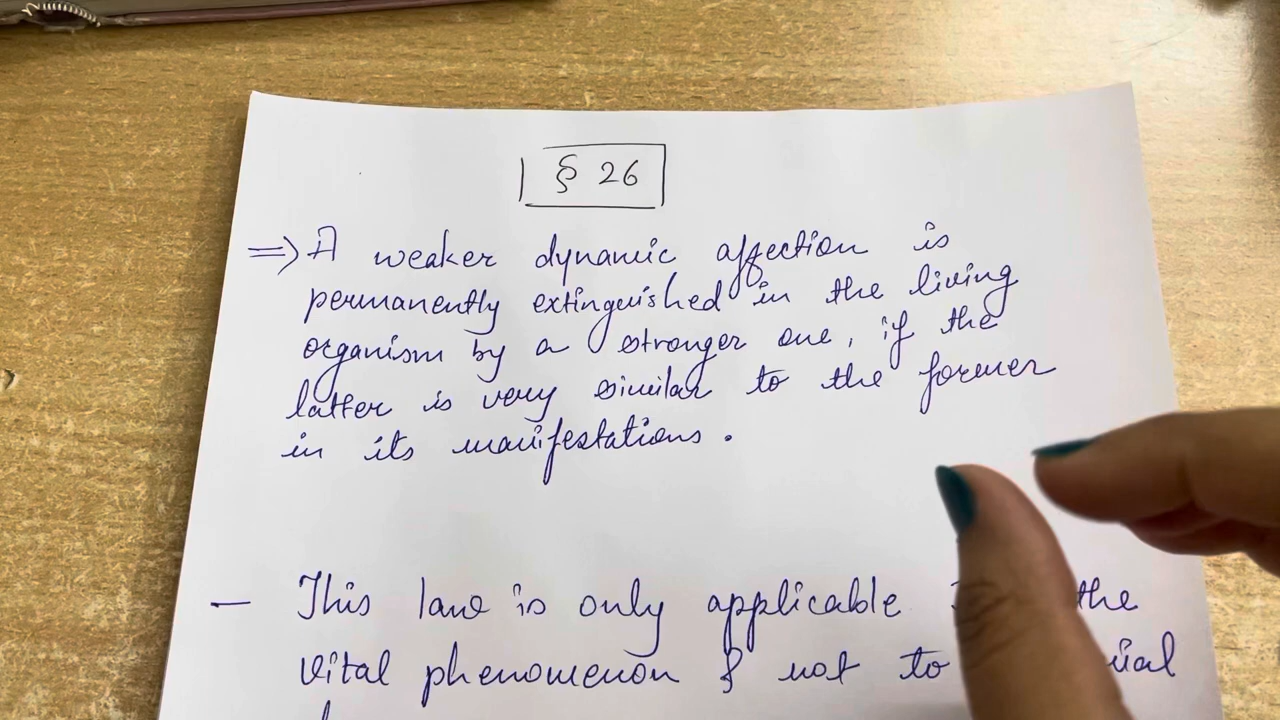 § 26
⇒ A weaker dynamic affection is
permanently extinguished in the living
organism by a stronger one, if the
latter is very similar to the former
in its manifestations.
- This law is only applicable the
vital phenomenon & not to